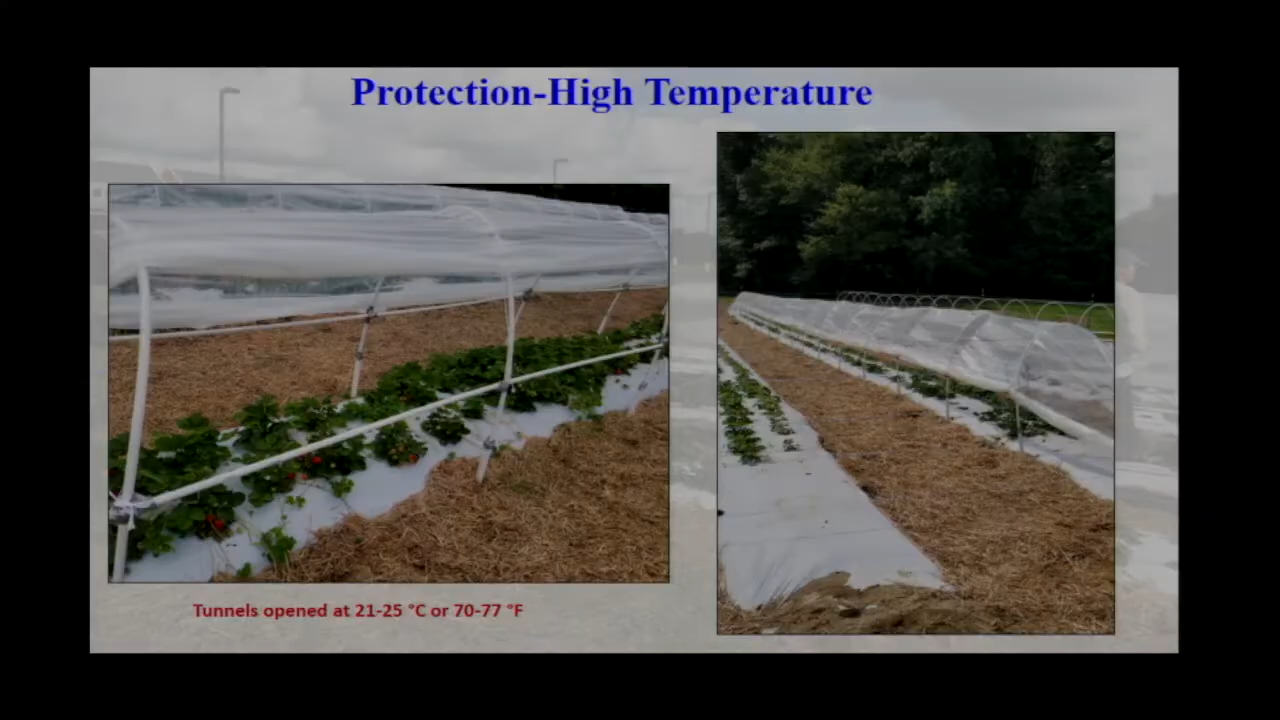 Protection-High Temperature
Tunnels opened at 21-25 °C or 70-77 °F